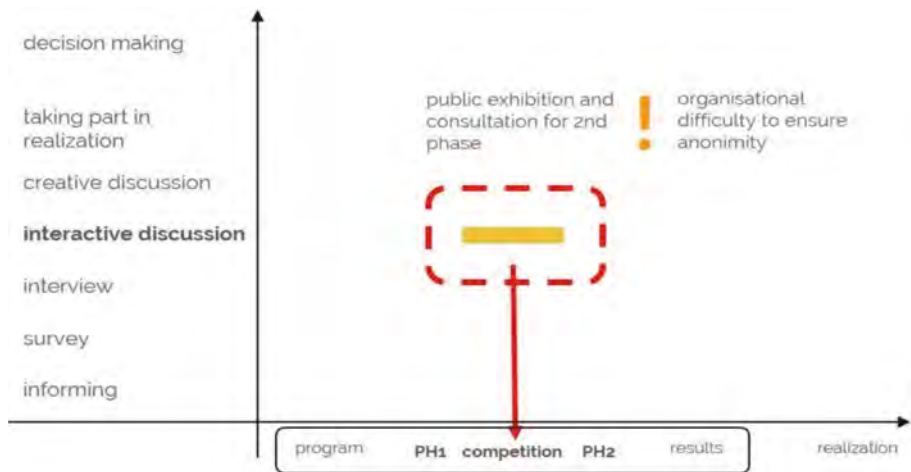 decision making
public exhibition and
consultation for 2nd
phase
! organisational
difficulty to ensure
anonimity
taking part in
realization
creative discussion
interactive discussion
interview
survey
informing
program PH1 competition PH2 results realization